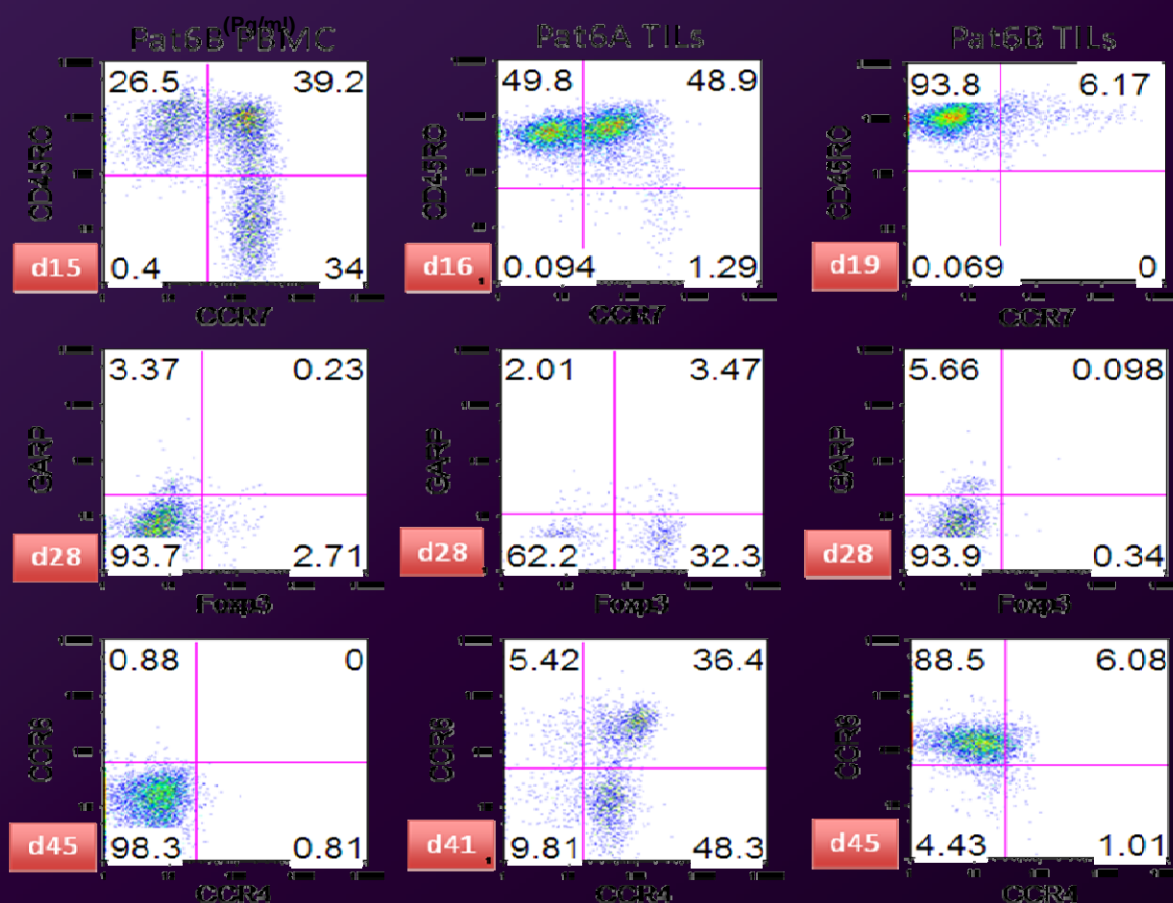 (Pg/ml)
Pat6B PBMC
Pat6A TILs
Pat6B TILs
26.5 39.2
49.8 48.9
93.8 6.17
CD45RO
CD45RO
CD45RO
d15
0.4 34
d16
0.094 1.29
d19
0.069 0
CCR7
CCR7
CCR7
3.37 0.23
2.01 3.47
5.66 0.098
GARP
GARP
GARP
d28
93.7 2.71
d28
62.2 32.3
d28
93.9 0.34
Foxp3
Foxp3
Foxp3
0.88 0
5.42 36.4
88.5 6.08
d45
98.3 0.81
d41
9.81 48.3
d45
4.43 1.01
CCR4
CCR4
CCR4